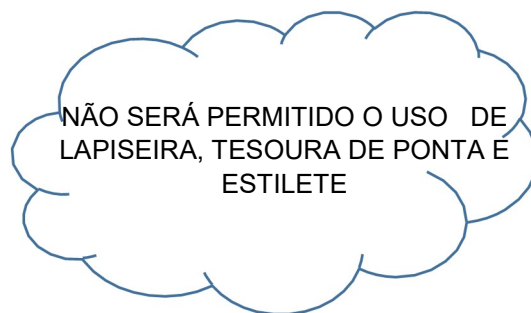 NÃO SERÁ PERMITIDO O USO   DE
LAPISEIRA, TESOURA DE PONTA E
ESTILETE